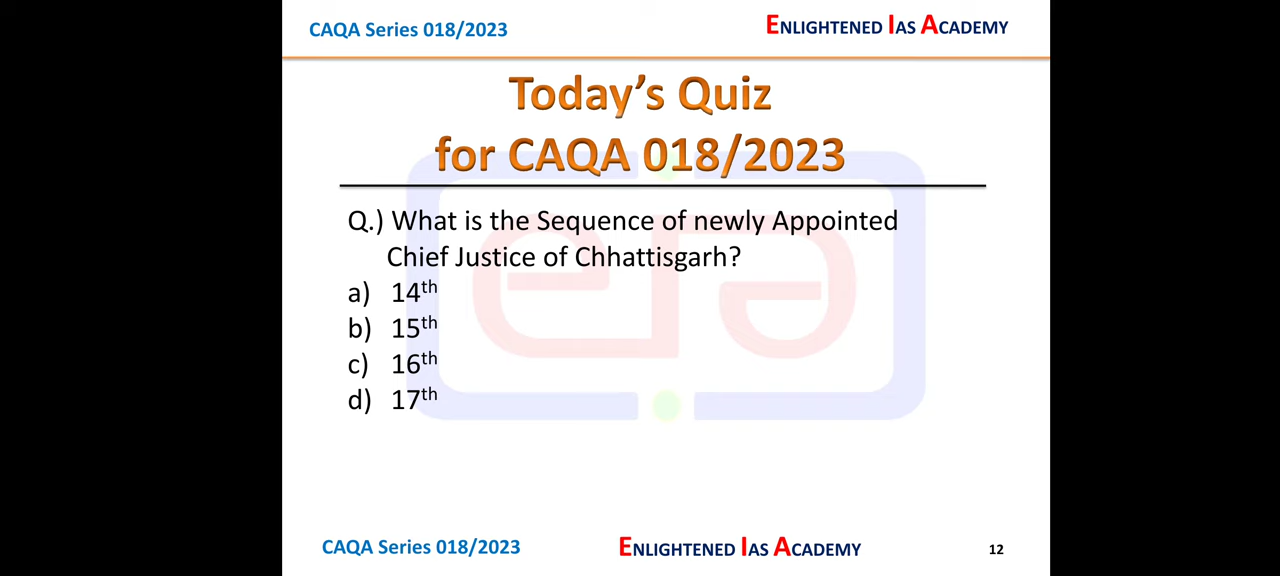 CAQA Series 018/2023
ENLIGHTENED IAS ACADEMY
Today's Quiz
for CAQA 018/2023
Q.) What is the Sequence of newly Appointed
Chief Justice of Chhattisgarh?
a) 14th
b) 15th
c) 16th
d) 17th
CAQA Series 018/2023
ENLIGHTENED IAS ACADEMY
12